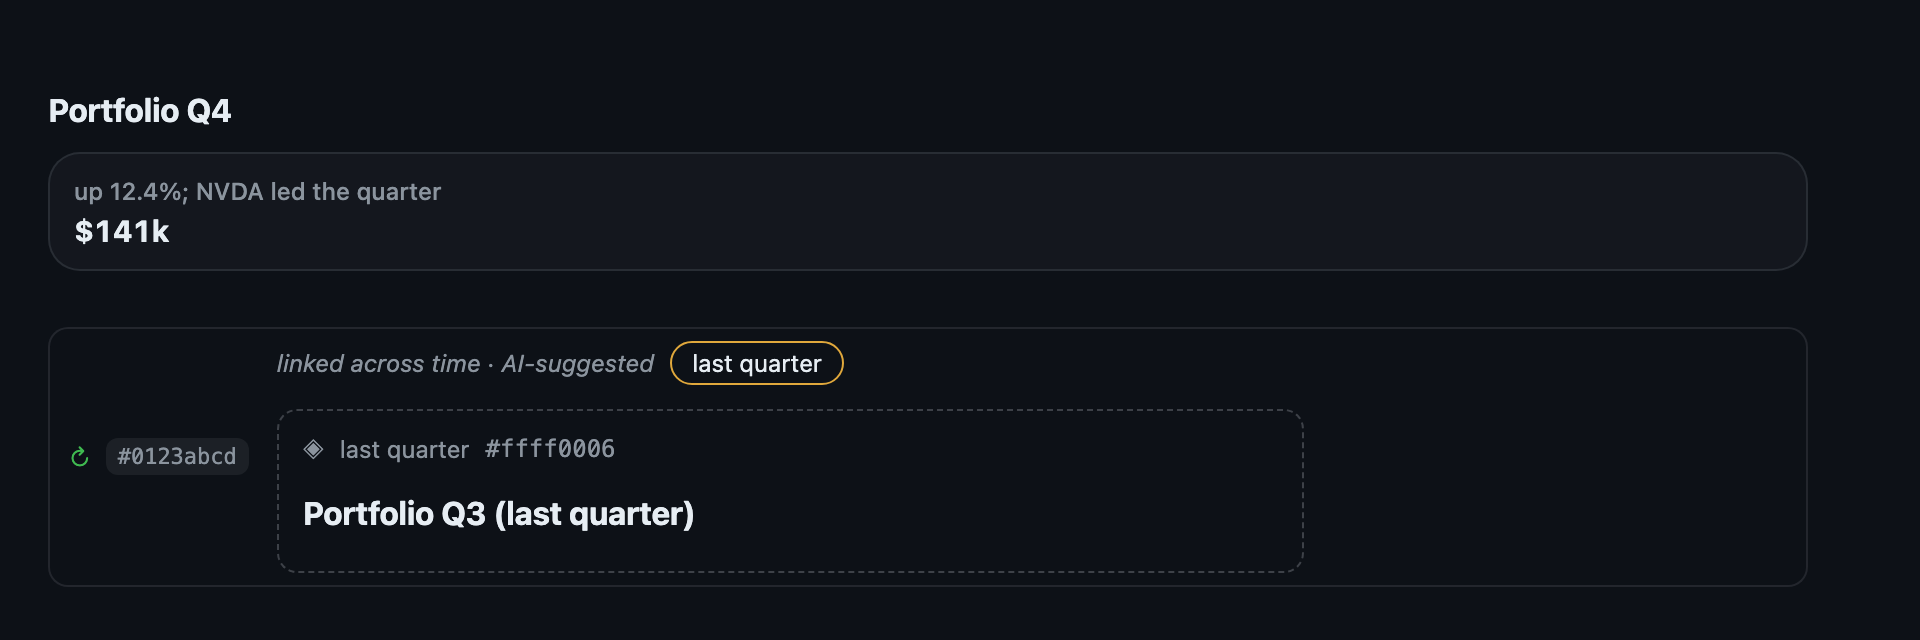 Portfolio Q4
up 12.4%; NVDA led the quarter
$141k
linked across time · AI-suggested last quarter
↻ #0123abcd
◈ last quarter #ffff0006
Portfolio Q3 (last quarter)